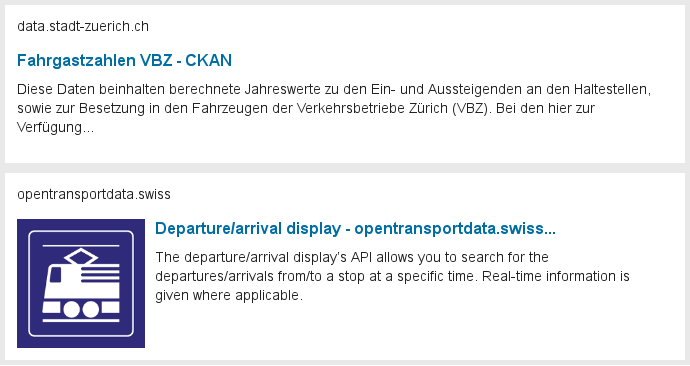 data.stadt-zuerich.ch
Fahrgastzahlen VBZ - CKAN
Diese Daten beinhalten berechnete Jahreswerte zu den Ein- und Aussteigenden an den Haltestellen,
sowie zur Besetzung in den Fahrzeugen der Verkehrsbetriebe Zürich (VBZ). Bei den hier zur
Verfügung...
opentransportdata.swiss
Departure/arrival display - opentransportdata.swiss...
The departure/arrival display's API allows you to search for the
departures/arrivals from/to a stop at a specific time. Real-time information is
given where applicable.